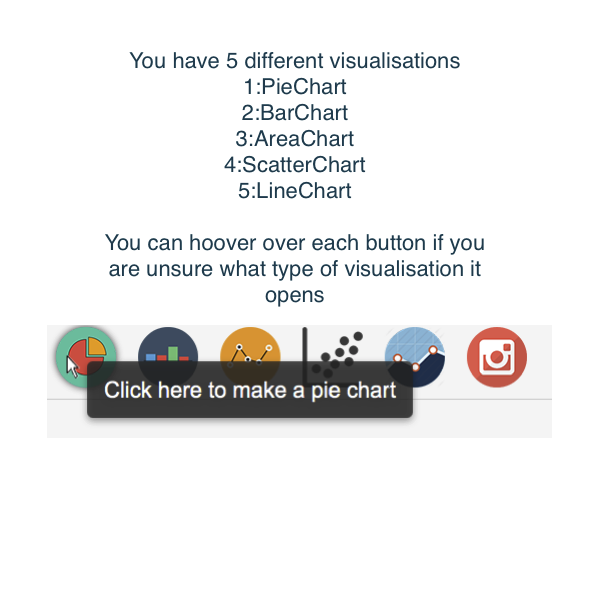 You have 5 different visualisations
1:PieChart
2:BarChart
3:AreaChart
4:ScatterChart
5:LineChart
You can hoover over each button if you
are unsure what type of visualisation it
opens
Click here to make a pie chart